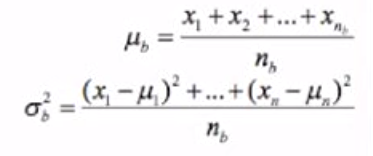 μ_b = (x_1 + x_2 + ... + x_{n_b}) / n_b
σ_b^2 = ((x_1 - μ_1)^2 + ... + (x_n - μ_n)^2) / n_b